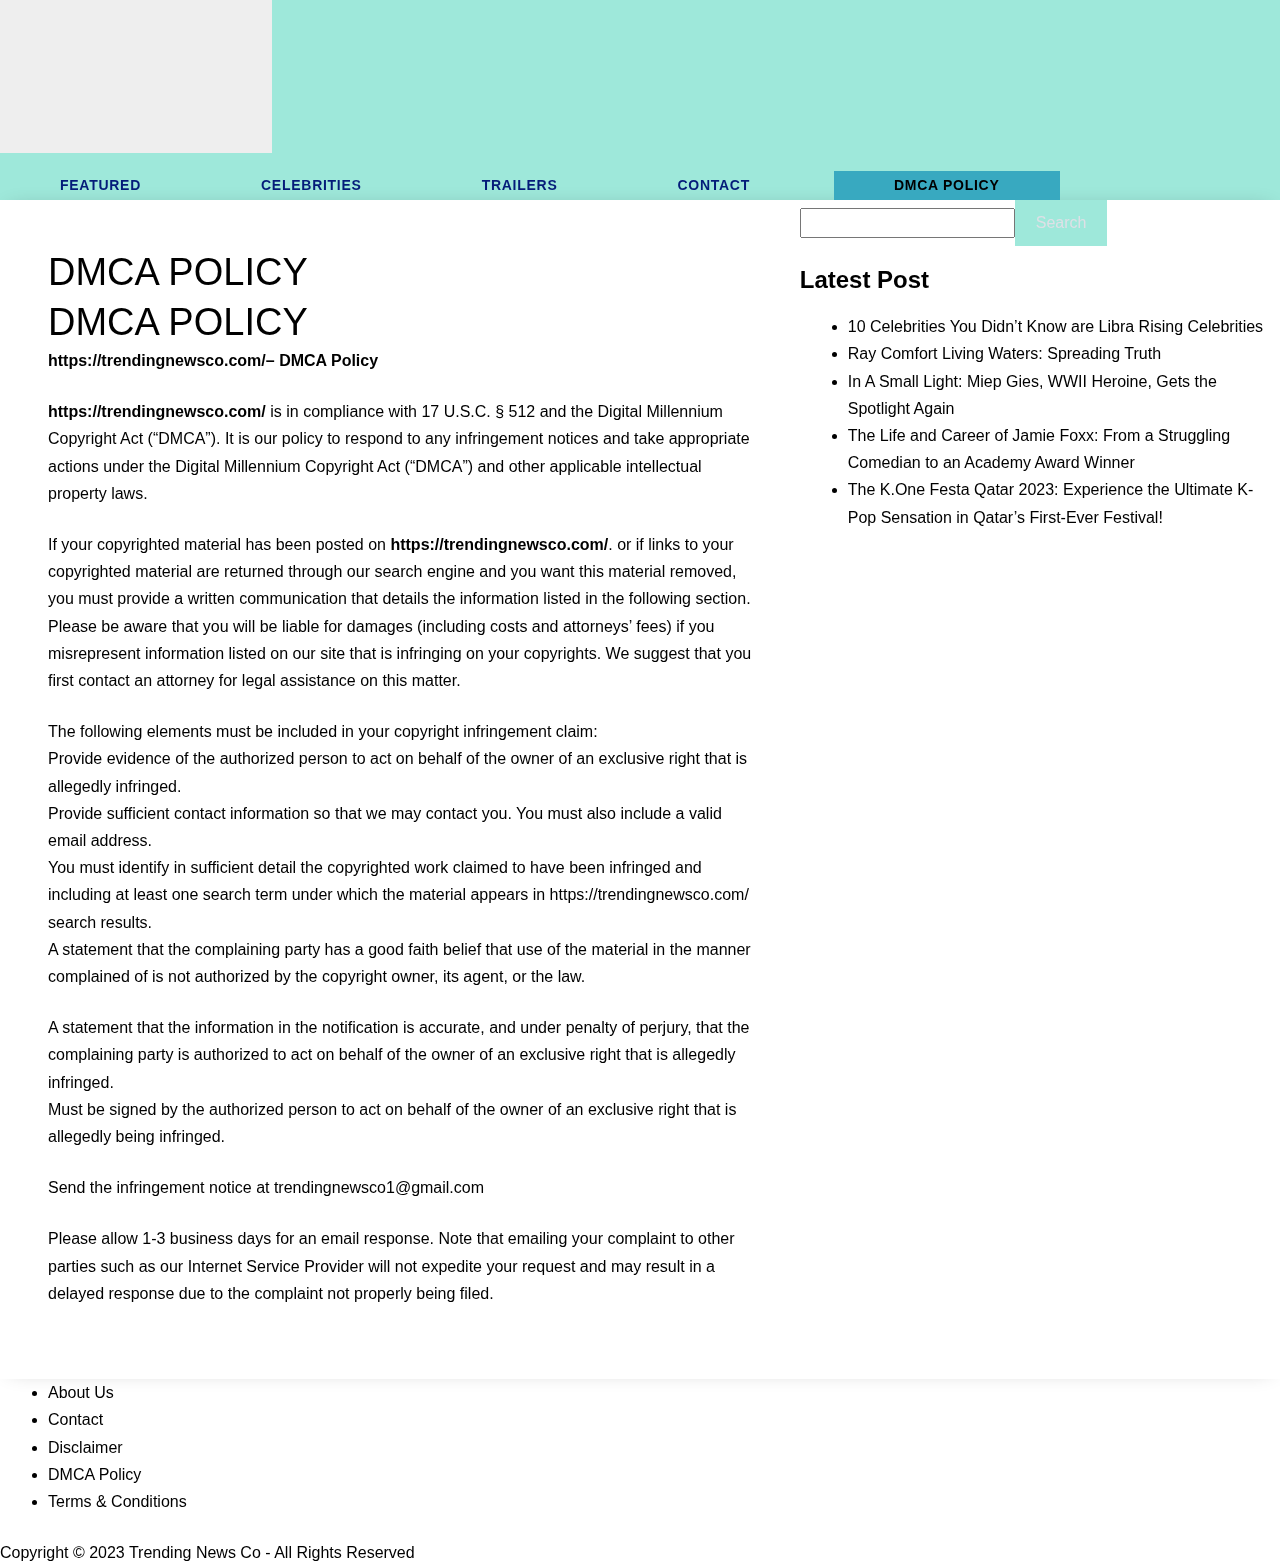 FEATURED CELEBRITIES TRAILERS CONTACT DMCA POLICY
Search
DMCA POLICY
DMCA POLICY
https://trendingnewsco.com/– DMCA Policy
https://trendingnewsco.com/ is in compliance with 17 U.S.C. § 512 and the Digital Millennium
Copyright Act (“DMCA”). It is our policy to respond to any infringement notices and take appropriate
actions under the Digital Millennium Copyright Act (“DMCA”) and other applicable intellectual
property laws.
If your copyrighted material has been posted on https://trendingnewsco.com/. or if links to your
copyrighted material are returned through our search engine and you want this material removed,
you must provide a written communication that details the information listed in the following section.
Please be aware that you will be liable for damages (including costs and attorneys’ fees) if you
misrepresent information listed on our site that is infringing on your copyrights. We suggest that you
first contact an attorney for legal assistance on this matter.
The following elements must be included in your copyright infringement claim:
Provide evidence of the authorized person to act on behalf of the owner of an exclusive right that is
allegedly infringed.
Provide sufficient contact information so that we may contact you. You must also include a valid
email address.
You must identify in sufficient detail the copyrighted work claimed to have been infringed and
including at least one search term under which the material appears in https://trendingnewsco.com/
search results.
A statement that the complaining party has a good faith belief that use of the material in the manner
complained of is not authorized by the copyright owner, its agent, or the law.
A statement that the information in the notification is accurate, and under penalty of perjury, that the
complaining party is authorized to act on behalf of the owner of an exclusive right that is allegedly
infringed.
Must be signed by the authorized person to act on behalf of the owner of an exclusive right that is
allegedly being infringed.
Send the infringement notice at trendingnewsco1@gmail.com
Please allow 1-3 business days for an email response. Note that emailing your complaint to other
parties such as our Internet Service Provider will not expedite your request and may result in a
delayed response due to the complaint not properly being filed.
Latest Post
10 Celebrities You Didn’t Know are Libra Rising Celebrities
Ray Comfort Living Waters: Spreading Truth
In A Small Light: Miep Gies, WWII Heroine, Gets the
Spotlight Again
The Life and Career of Jamie Foxx: From a Struggling
Comedian to an Academy Award Winner
The K.One Festa Qatar 2023: Experience the Ultimate K-
Pop Sensation in Qatar’s First-Ever Festival!
About Us
Contact
Disclaimer
DMCA Policy
Terms & Conditions
Copyright © 2023 Trending News Co - All Rights Reserved